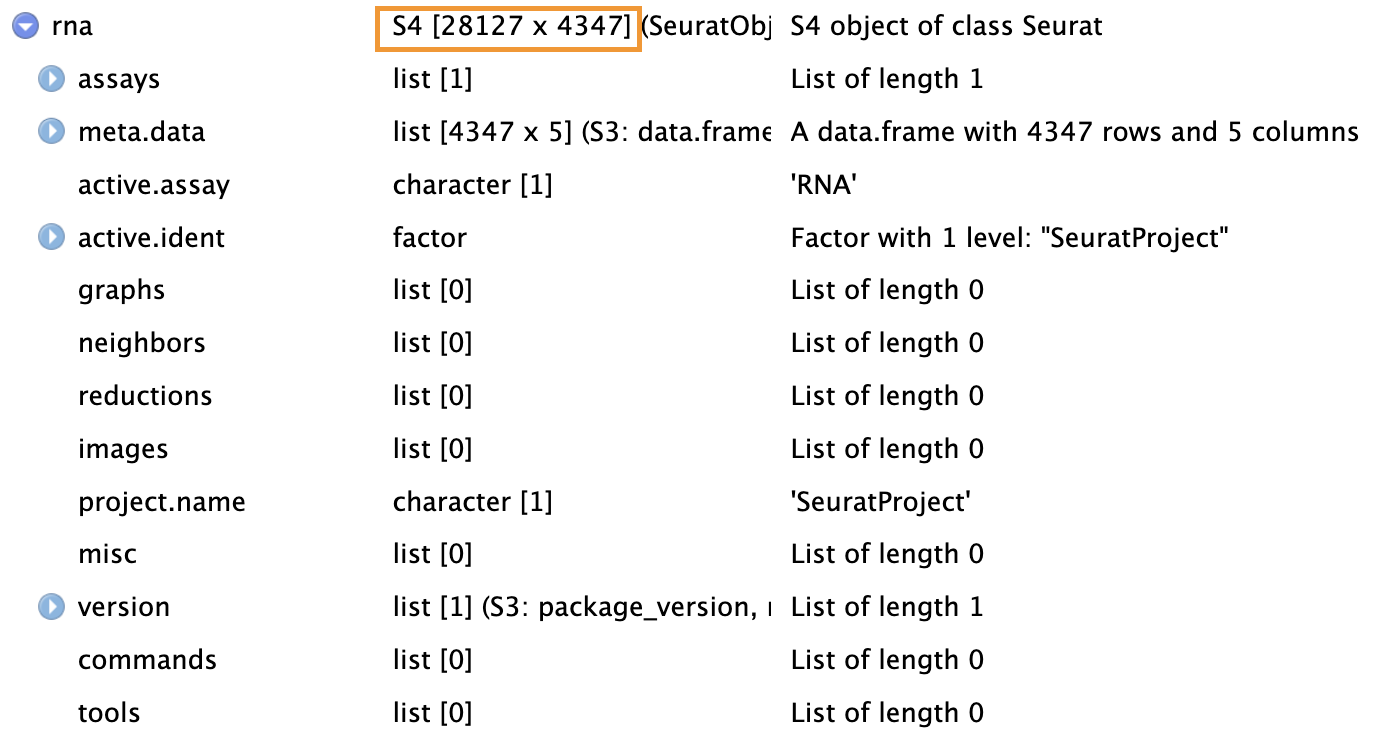 rna S4 [28127 x 4347] (SeuratObj S4 object of class Seurat
assays list [1] List of length 1
meta.data list [4347 x 5] (S3: data.frame A data.frame with 4347 rows and 5 columns
active.assay character [1] 'RNA'
active.ident factor Factor with 1 level: "SeuratProject"
graphs list [0] List of length 0
neighbors list [0] List of length 0
reductions list [0] List of length 0
images list [0] List of length 0
project.name character [1] 'SeuratProject'
misc list [0] List of length 0
version list [1] (S3: package_version, List of length 1
commands list [0] List of length 0
tools list [0] List of length 0